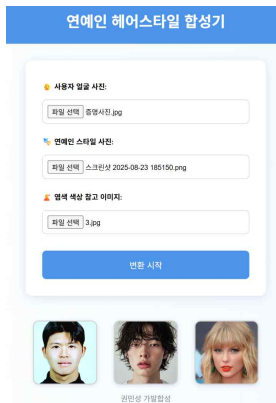 연예인 헤어스타일 합성기
사용자 얼굴 사진:
파일 선택 증명사진.jpg
연예인 스타일 사진:
파일 선택 스크린샷 2025-08-23 185150.png
염색 색상 참고 이미지:
파일 선택 3.jpg
변환 시작
권민성 가발합성